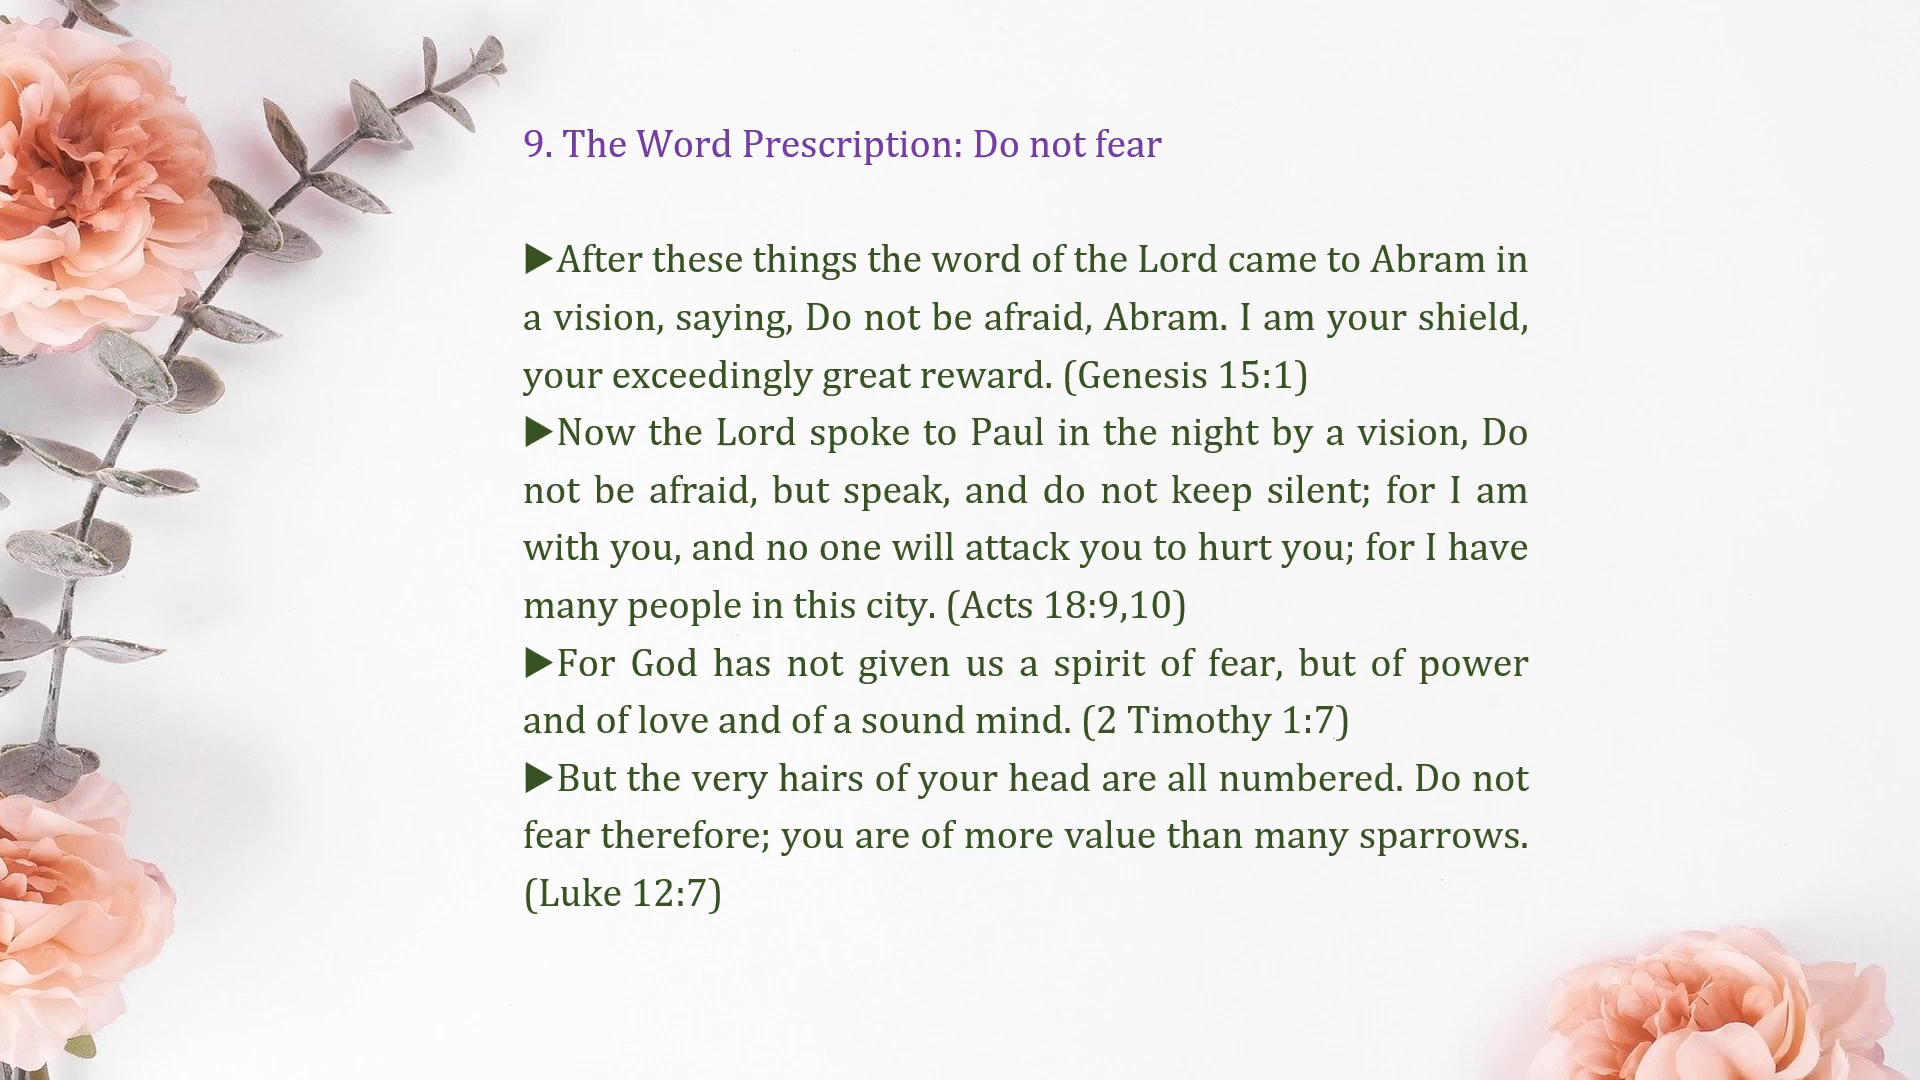 9. The Word Prescription: Do not fear
▶After these things the word of the Lord came to Abram in
a vision, saying, Do not be afraid, Abram. I am your shield,
your exceedingly great reward. (Genesis 15:1)
▶Now the Lord spoke to Paul in the night by a vision, Do
not be afraid, but speak, and do not keep silent; for I am
with you, and no one will attack you to hurt you; for I have
many people in this city. (Acts 18:9,10)
▶For God has not given us a spirit of fear, but of power
and of love and of a sound mind. (2 Timothy 1:7)
▶But the very hairs of your head are all numbered. Do not
fear therefore; you are of more value than many sparrows.
(Luke 12:7)